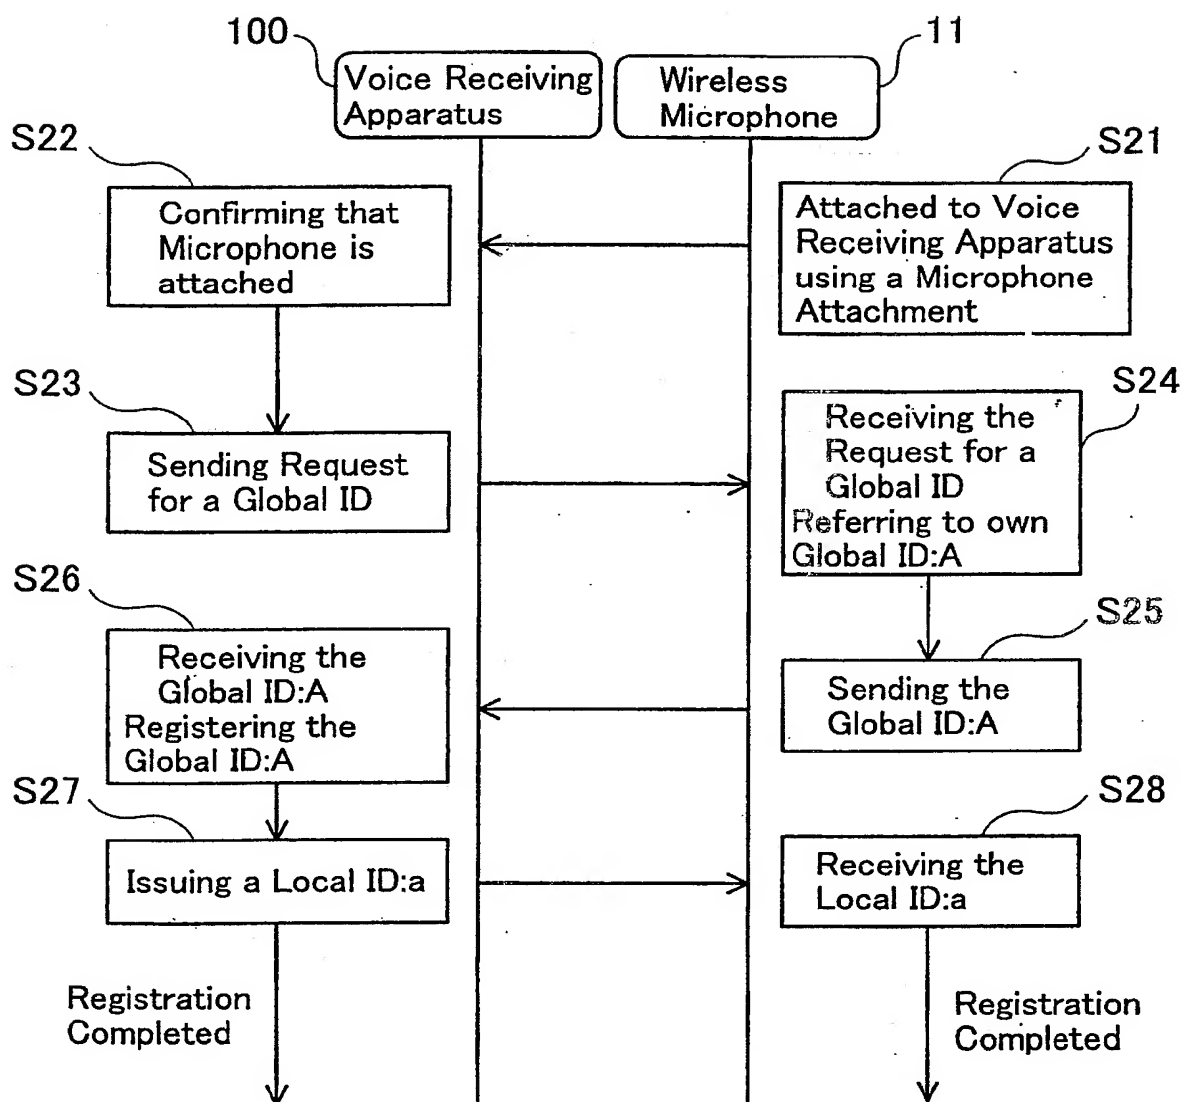 100
11
Voice Receiving
Apparatus
Wireless
Microphone
S22
S21
Confirming that
Microphone is
attached
Attached to Voice
Receiving Apparatus
using a Microphone
Attachment
S23
S24
Sending Request
for a Global ID
Receiving the
Request for a
Global ID
Referring to own
Global ID:A
S26
S25
Receiving the
Global ID:A
Registering the
Global ID:A
Sending the
Global ID:A
S27
S28
Issuing a Local ID:a
Receiving the
Local ID:a
Registration
Completed
Registration
Completed